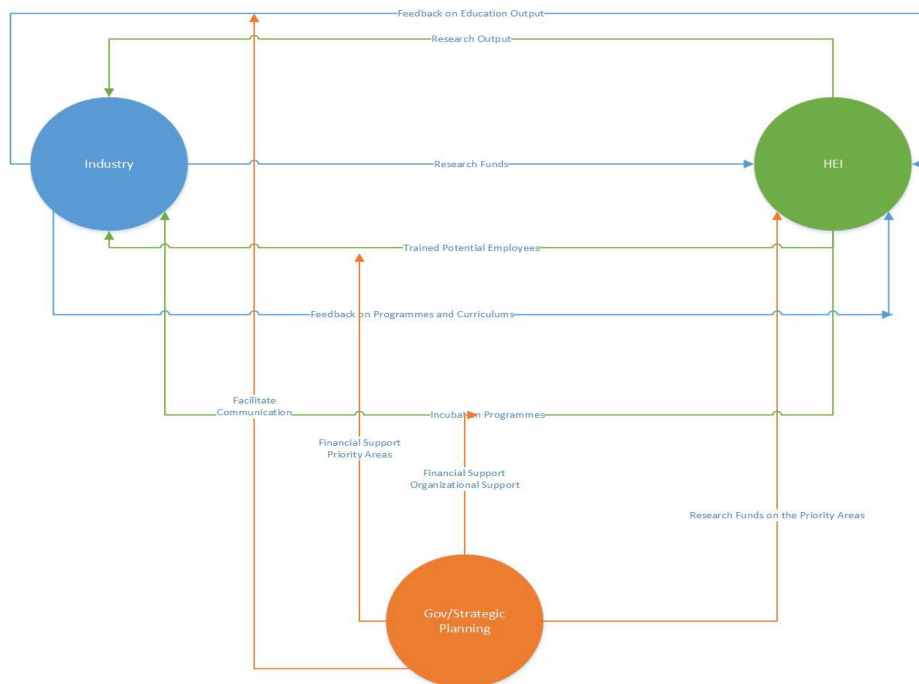 Feedback on Education Output
Research Output
Industry
Research Funds
HEI
Trained Potential Employees
Feedback on Programmes and Curriculums
Facilitate
Communication
Incubation Programmes
Financial Support
Priority Areas
Financial Support
Organizational Support
Research Funds on the Priority Areas
Gov/Strategic
Planning